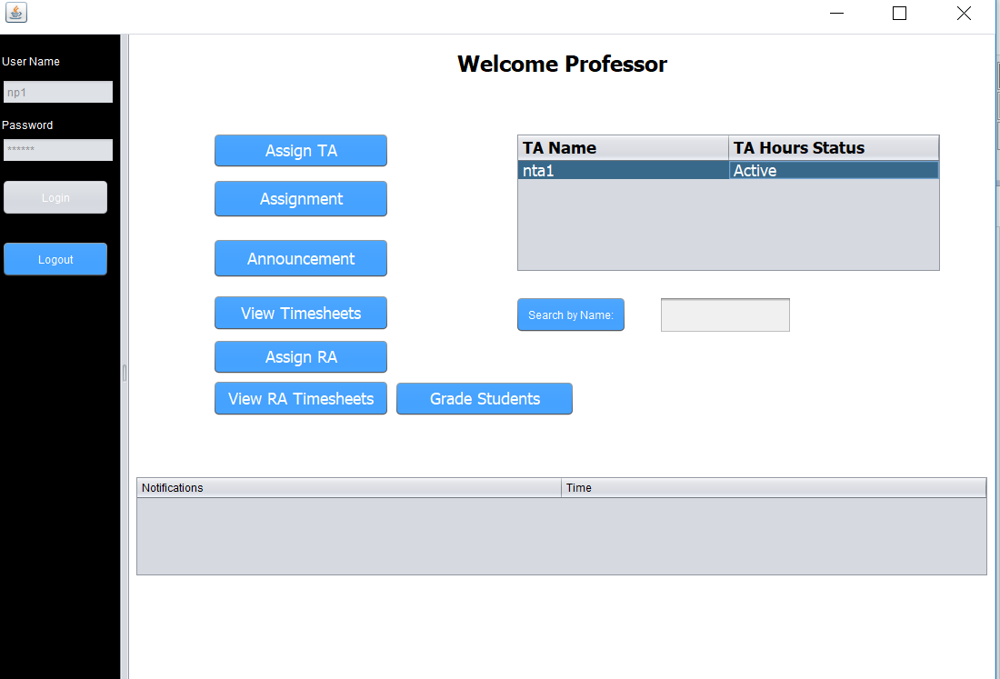 User Name
np1
Password
******
Login
Logout
Welcome Professor
Assign TA
Assignment
Announcement
View Timesheets
Assign RA
View RA Timesheets Grade Students
TA Name TA Hours Status
nta1 Active
Search by Name:
Notifications Time